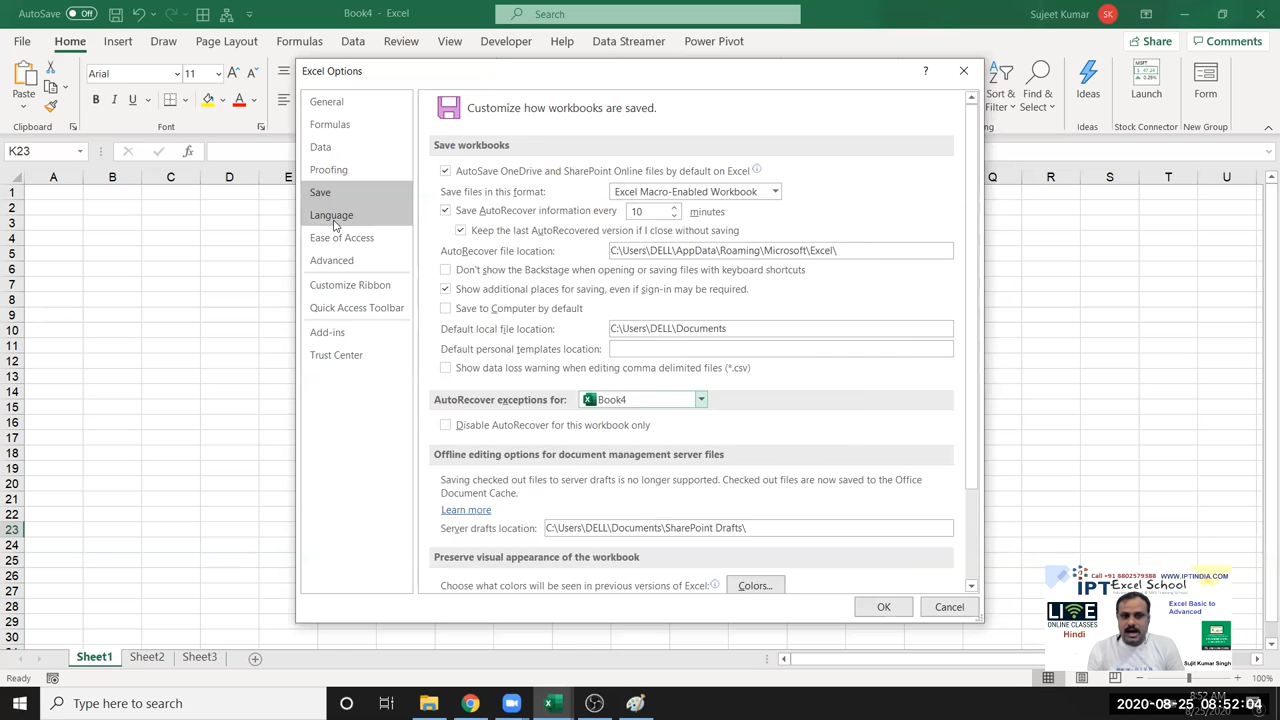 AutoSave Off Book4 - Excel Search Sujeet Kumar SK
File Home Insert Draw Page Layout Formulas Data Review View Developer Help Data Streamer Power Pivot Share Comments
Paste Arial 11 B I U Filter Find & Select Ideas Launch Form
Clipboard Font Ideas Stock Connector New Group
K23 fx
A B C D E Q R S T U
Excel Options ?
General
Formulas
Data
Proofing
Save
Language
Ease of Access
Advanced
Customize Ribbon
Quick Access Toolbar
Add-ins
Trust Center
Customize how workbooks are saved.
Save workbooks
AutoSave OneDrive and SharePoint Online files by default on Excel
Save files in this format: Excel Macro-Enabled Workbook
Save AutoRecover information every 10 minutes
Keep the last AutoRecovered version if I close without saving
AutoRecover file location: C:\Users\DELL\AppData\Roaming\Microsoft\Excel\
Don't show the Backstage when opening or saving files with keyboard shortcuts
Show additional places for saving, even if sign-in may be required.
Save to Computer by default
Default local file location: C:\Users\DELL\Documents
Default personal templates location:
Show data loss warning when editing comma delimited files (*.csv)
AutoRecover exceptions for: Book4
Disable AutoRecover for this workbook only
Offline editing options for document management server files
Saving checked out files to server drafts is no longer supported. Checked out files are now saved to the Office
Document Cache.
Learn more
Server drafts location: C:\Users\DELL\Documents\SharePoint Drafts\
Preserve visual appearance of the workbook
Choose what colors will be seen in previous versions of Excel: Colors...
OK Cancel
1
2
3
4
5
6
7
8
9
10
11
12
13
14
15
16
17
18
19
20
21
22
23
24
25
26
27
28
29
30
Call +91 8802579388 WWW.IPTINDIA.COM
IPT Excel School
LIVE
ONLINE CLASSES
Hindi
Excel Basic to
Advanced
Sujit Kumar Singh
Sheet1 Sheet2 Sheet3
Ready 100%
Type here to search
8:52 AM
2020-08-25 08:52:04